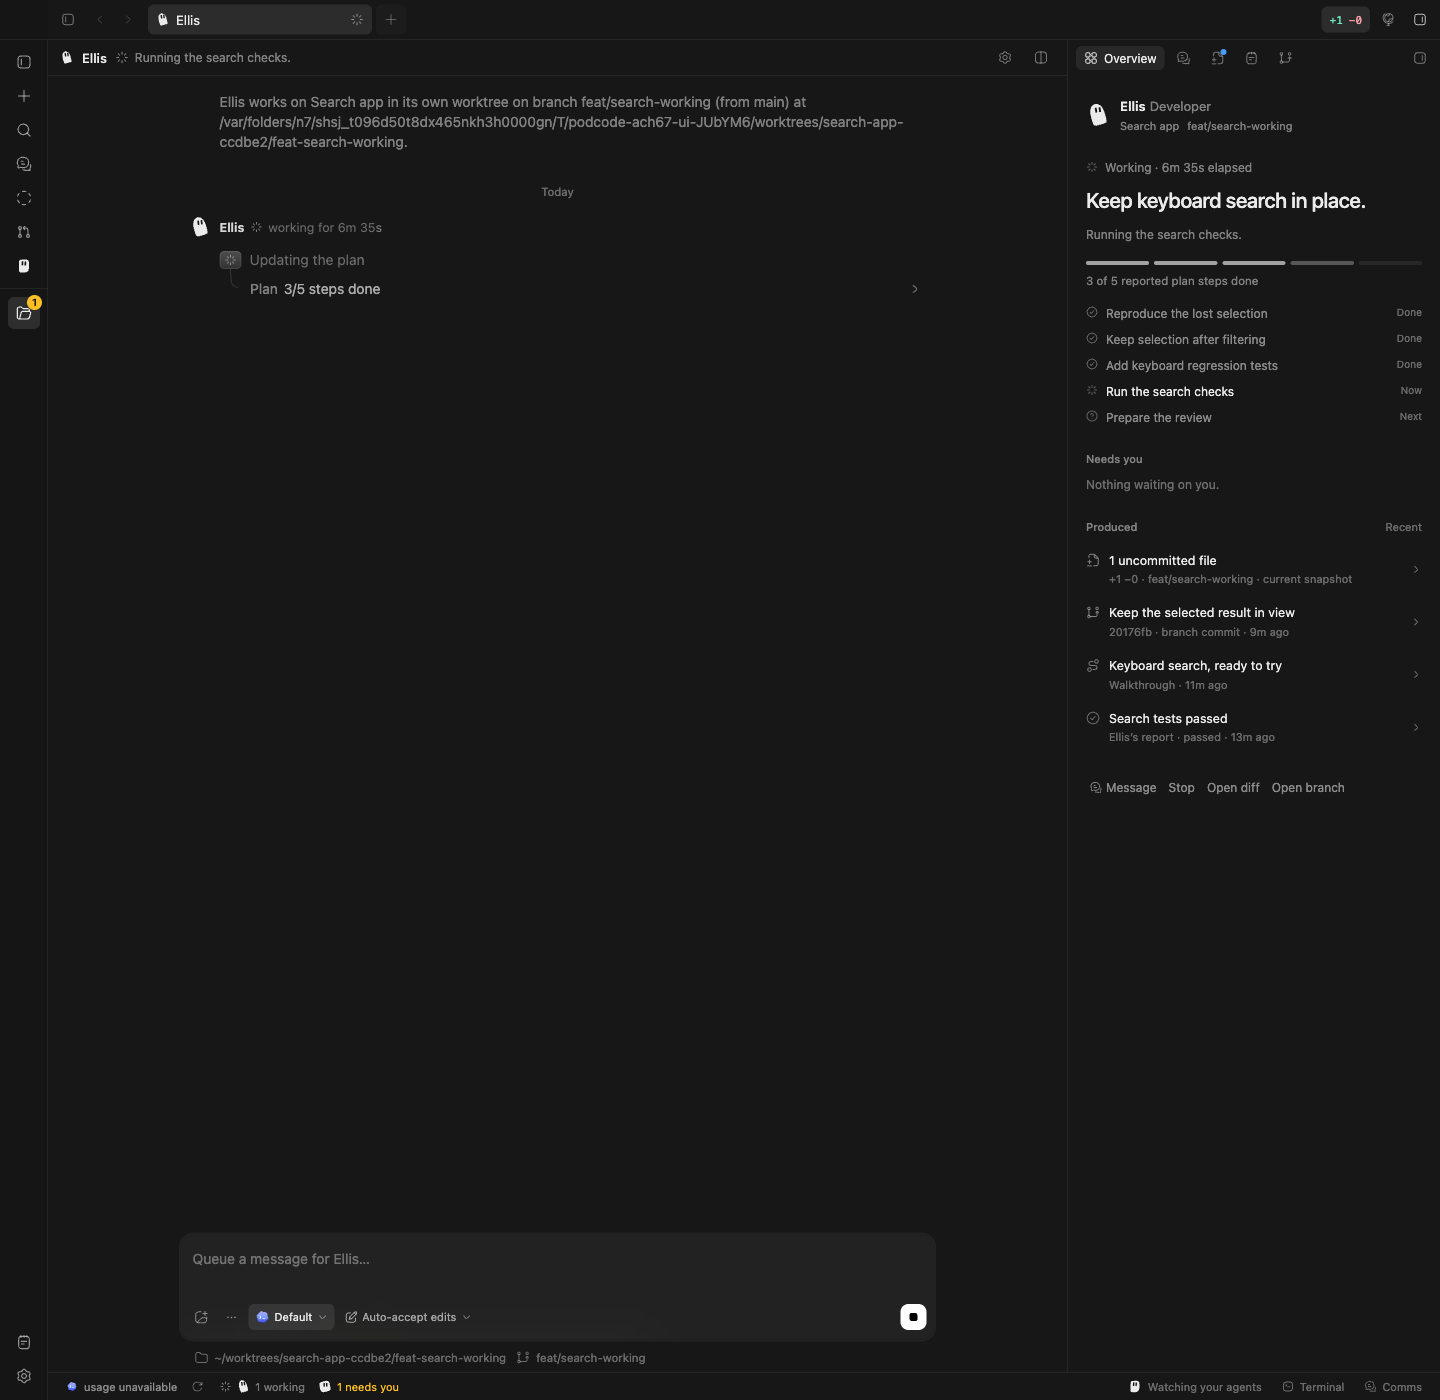 Ellis
+1 −0
Ellis Running the search checks.
Ellis works on Search app in its own worktree on branch feat/search-working (from main) at
/var/folders/n7/shsj_t096d50t8dx465nkh3h0000gn/T/podcode-ach67-ui-JUbYM6/worktrees/search-app-
ccdbe2/feat-search-working.
Today
Ellis working for 6m 35s
Updating the plan
Plan 3/5 steps done
1
Queue a message for Ellis...
Default
Auto-accept edits
~/worktrees/search-app-ccdbe2/feat-search-working feat/search-working
Overview
Ellis Developer
Search app feat/search-working
Working · 6m 35s elapsed
Keep keyboard search in place.
Running the search checks.
3 of 5 reported plan steps done
Reproduce the lost selection Done
Keep selection after filtering Done
Add keyboard regression tests Done
Run the search checks Now
Prepare the review Next
Needs you
Nothing waiting on you.
Produced Recent
1 uncommitted file
+1 −0 · feat/search-working · current snapshot
Keep the selected result in view
20176fb · branch commit · 9m ago
Keyboard search, ready to try
Walkthrough · 11m ago
Search tests passed
Ellis's report · passed · 13m ago
Message Stop Open diff Open branch
usage unavailable 1 working 1 needs you
Watching your agents Terminal Comms